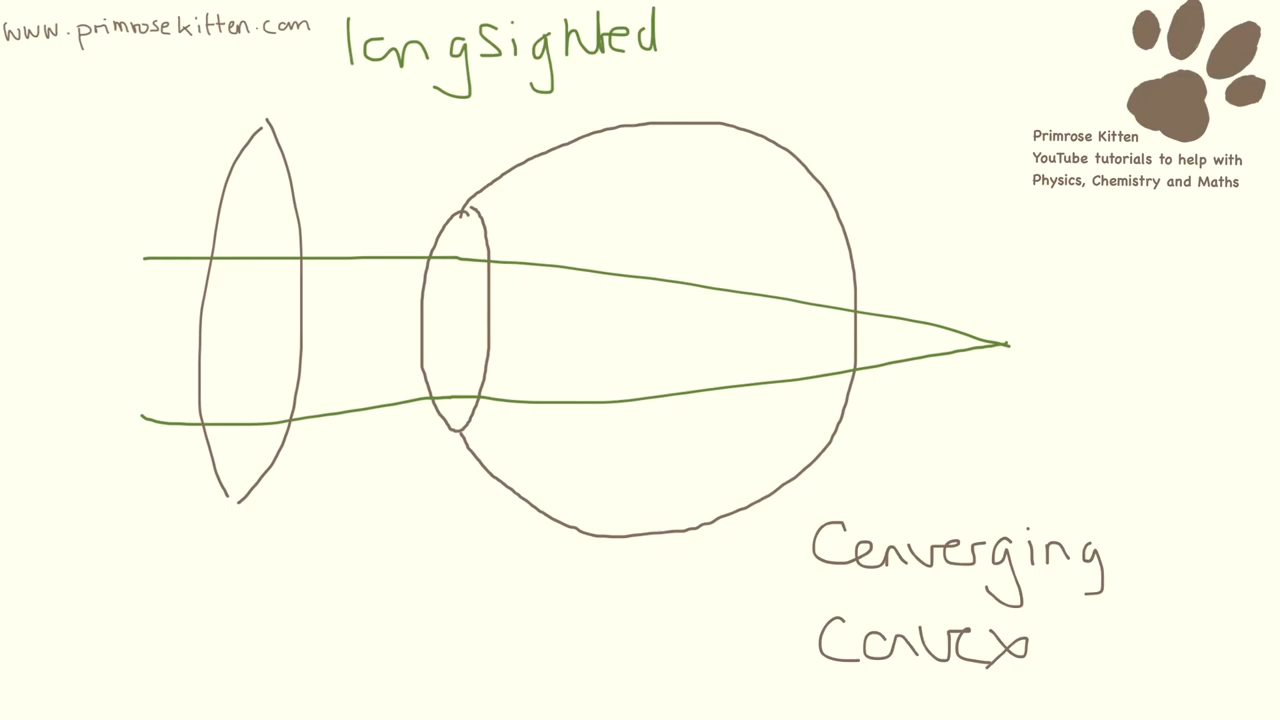 www.primrosekitten.com
longsighted
Primrose Kitten
YouTube tutorials to help with
Physics, Chemistry and Maths
Converging
Convex